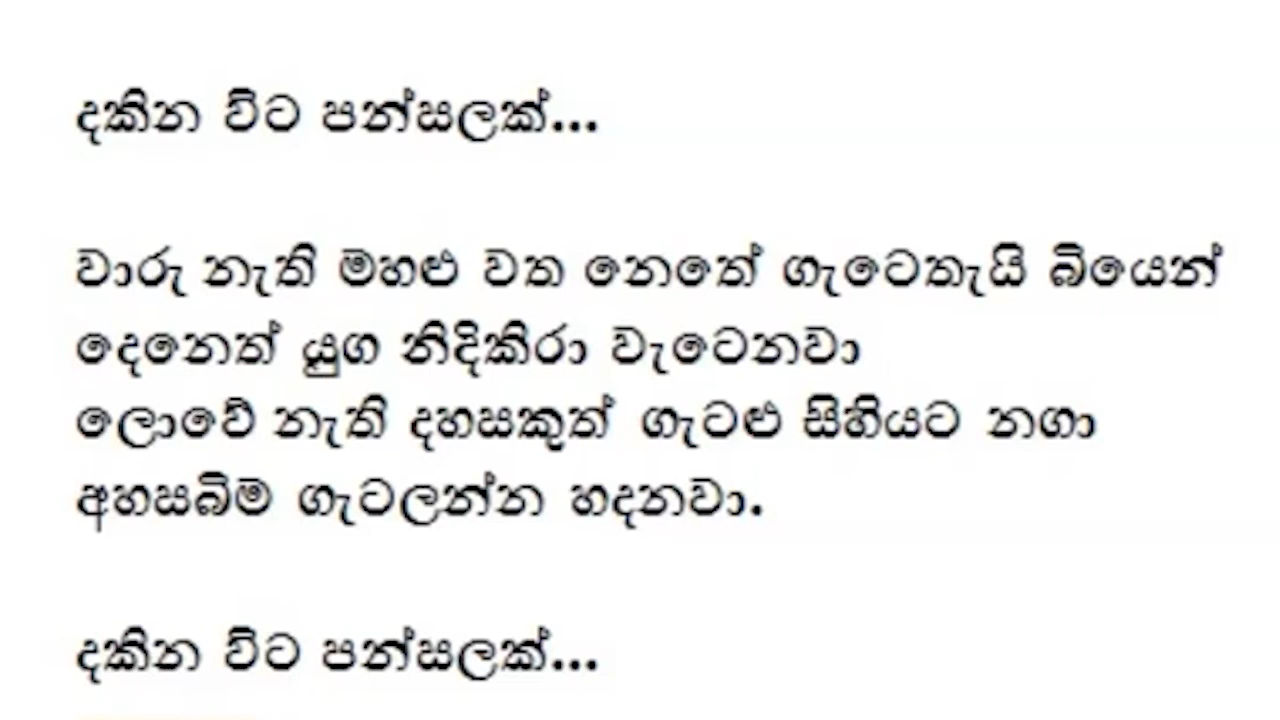 දකින විට පන්සලක්...
වාරු නැති මහළු වත නෙතේ ගැටෙතැයි බියෙන්
දෙනෙත් යුග නිදිකිරා වැටෙනවා
ලොවේ නැති දහසකුත් ගැටළු සිහියට නගා
අහසබිම ගැටලන්න හදනවා.
දකින විට පන්සලක්...